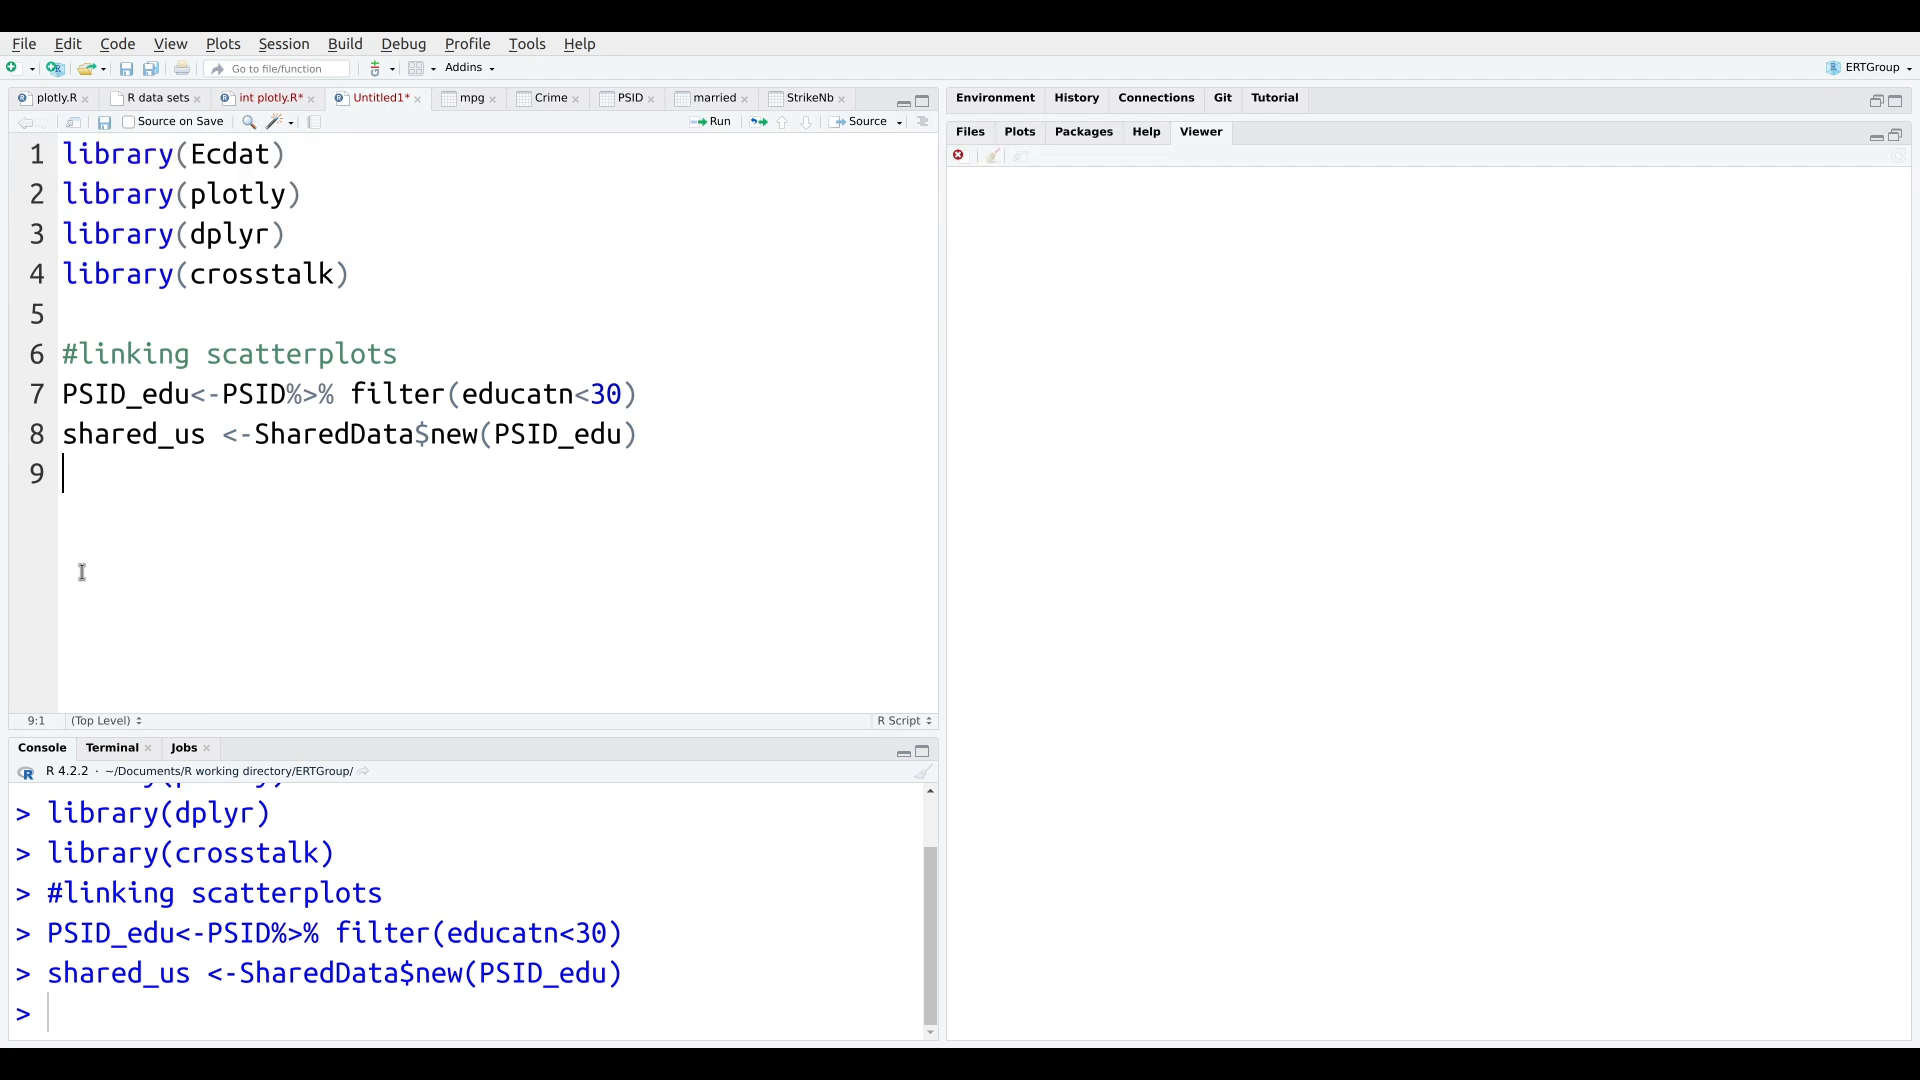 File Edit Code View Plots Session Build Debug Profile Tools Help
Go to file/function Addins ERTGroup
plotly.R R data sets int plotly.R* Untitled1* mpg Crime PSID married StrikeNb
Source on Save Run Source
1 library(Ecdat)
2 library(plotly)
3 library(dplyr)
4 library(crosstalk)
5
6 #linking scatterplots
7 PSID_edu<-PSID%>% filter(educatn<30)
8 shared_us <-SharedData$new(PSID_edu)
9
9:1 (Top Level) R Script
Console Terminal Jobs
R 4.2.2 · ~/Documents/R working directory/ERTGroup/
> library(dplyr)
> library(crosstalk)
> #linking scatterplots
> PSID_edu<-PSID%>% filter(educatn<30)
> shared_us <-SharedData$new(PSID_edu)
>
Environment History Connections Git Tutorial
Files Plots Packages Help Viewer